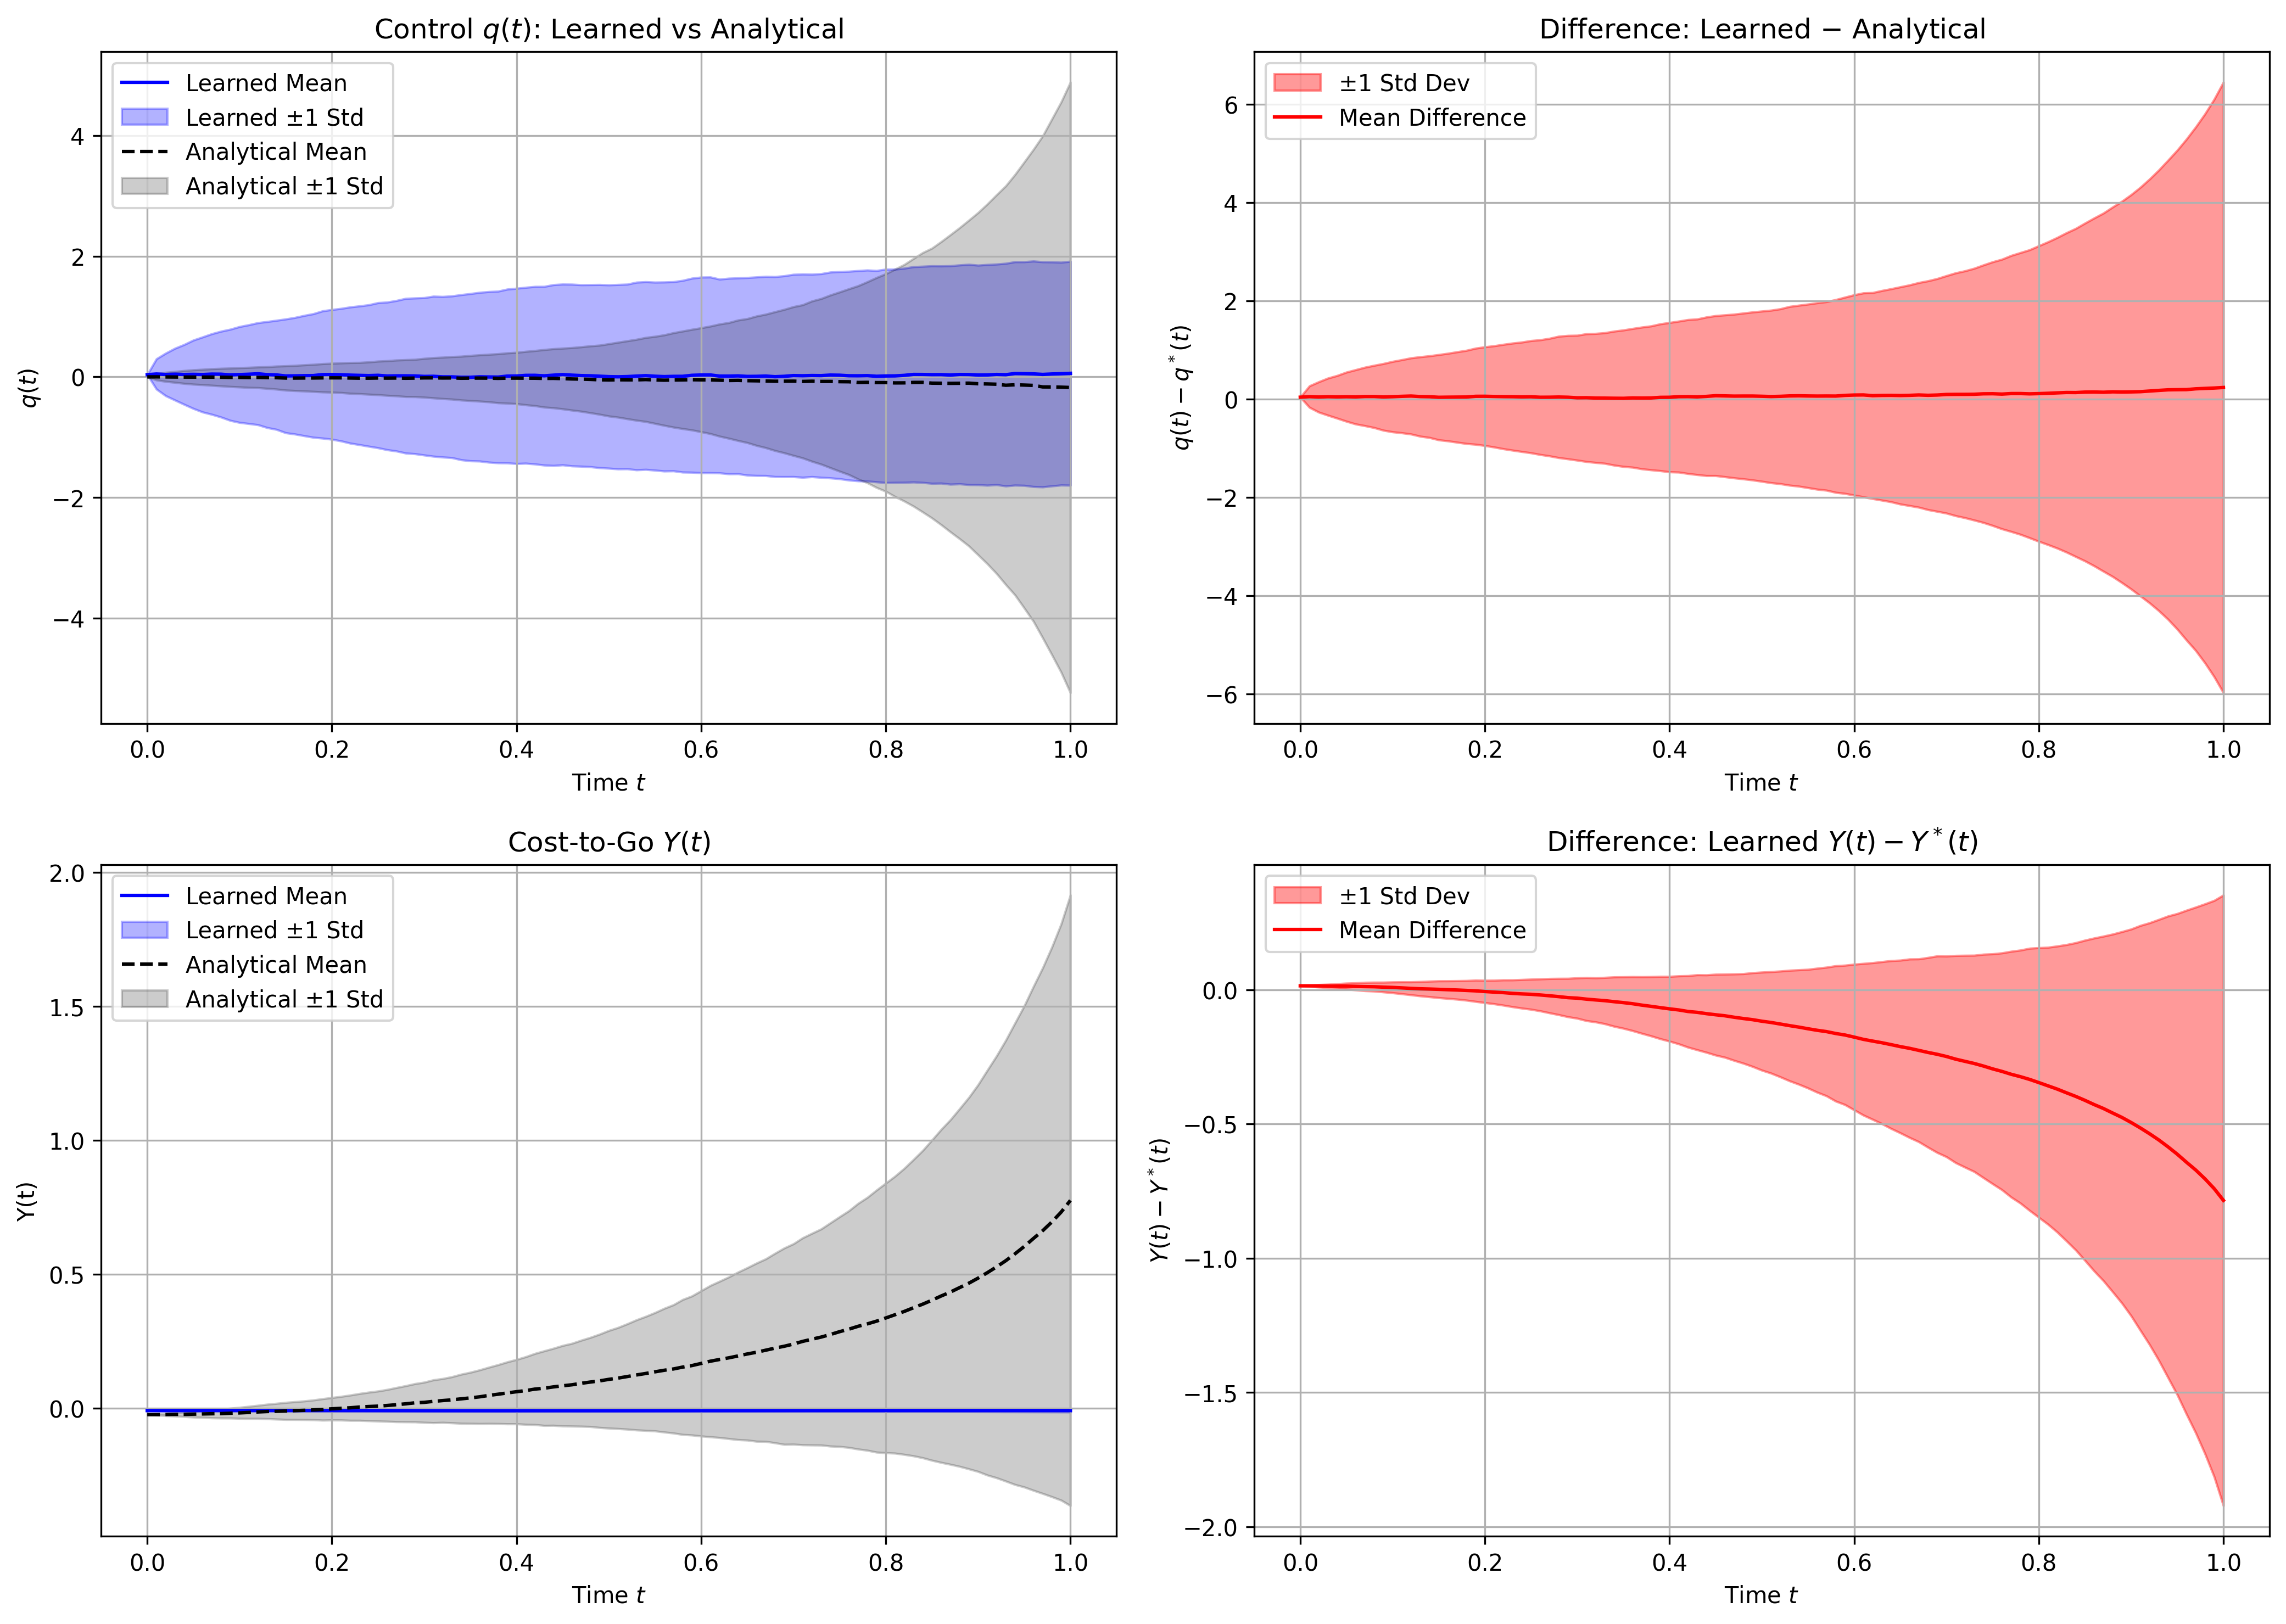 Control q(t): Learned vs Analytical
Learned Mean
Learned ±1 Std
Analytical Mean
Analytical ±1 Std
q(t)
4
2
0
−2
−4
0.0 0.2 0.4 0.6 0.8 1.0
Time t
Difference: Learned − Analytical
±1 Std Dev
Mean Difference
q(t) − q*(t)
6
4
2
0
−2
−4
−6
0.0 0.2 0.4 0.6 0.8 1.0
Time t
Cost-to-Go Y(t)
Learned Mean
Learned ±1 Std
Analytical Mean
Analytical ±1 Std
Y(t)
2.0
1.5
1.0
0.5
0.0
0.0 0.2 0.4 0.6 0.8 1.0
Time t
Difference: Learned Y(t) − Y*(t)
±1 Std Dev
Mean Difference
Y(t) − Y*(t)
0.0
−0.5
−1.0
−1.5
−2.0
0.0 0.2 0.4 0.6 0.8 1.0
Time t